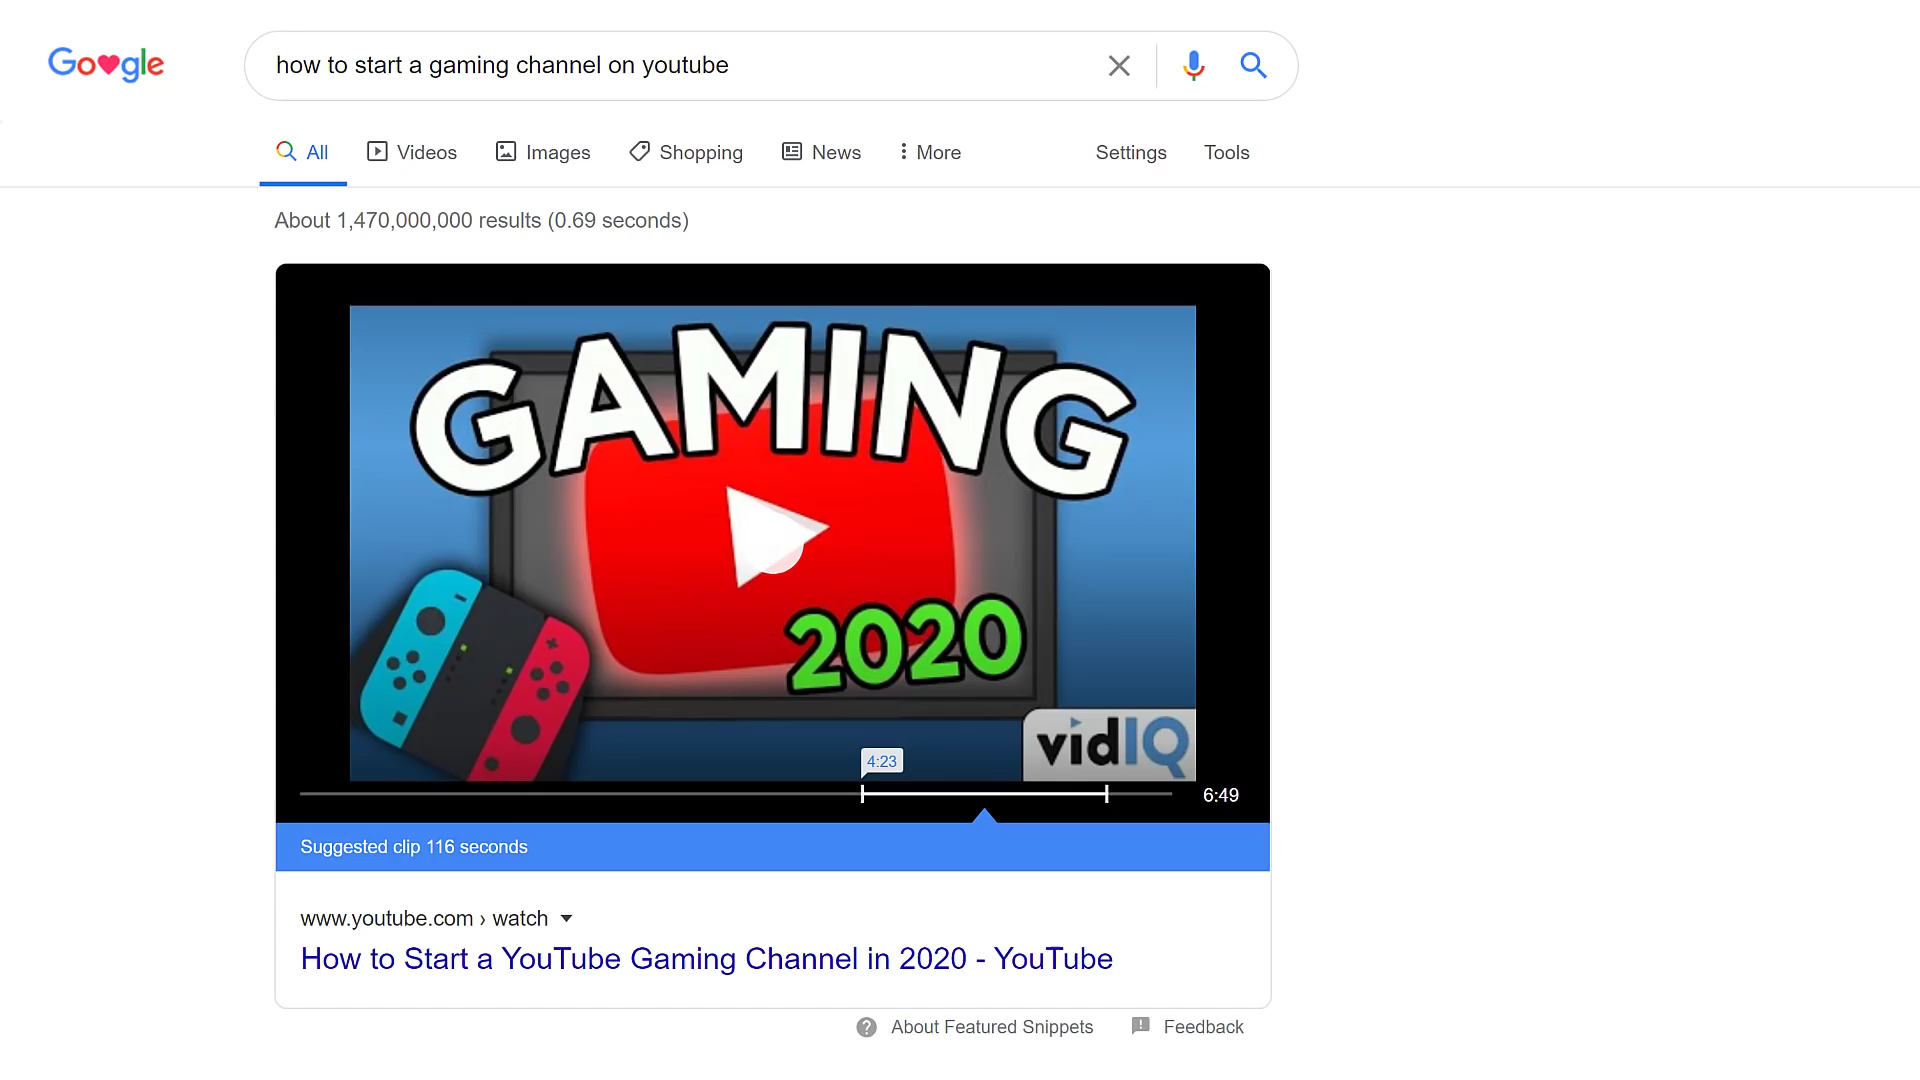 Google
how to start a gaming channel on youtube
All Videos Images Shopping News More Settings Tools
About 1,470,000,000 results (0.69 seconds)
GAMING
2020
vidIQ
4:23
6:49
Suggested clip 116 seconds
www.youtube.com › watch
How to Start a YouTube Gaming Channel in 2020 - YouTube
About Featured Snippets Feedback